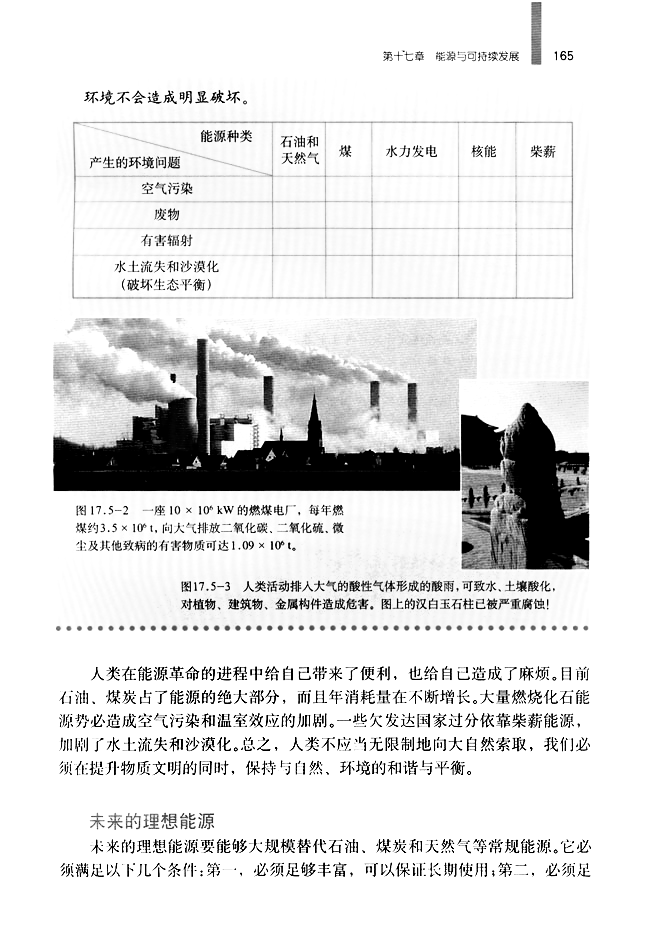 第十七章 能源与可持续发展 165
环境不会造成明显破坏。
能源种类
产生的环境问题
石油和
天然气
煤
水力发电
核能
柴薪
空气污染
废物
有害辐射
水土流失和沙漠化
(破坏生态平衡)
图17.5-2 一座10 × 10⁶ kW的燃煤电厂,每年燃
煤约3.5 × 10⁶ t,向大气排放二氧化碳、二氧化硫、微
尘及其他致病的有害物质可达1.09 × 10⁶ t。
图17.5-3 人类活动排入大气的酸性气体形成的酸雨,可致水、土壤酸化,
对植物、建筑物、金属构件造成危害。图上的汉白玉石柱已被严重腐蚀!
人类在能源革命的进程中给自己带来了便利,也给自己造成了麻烦。目前
石油、煤炭占了能源的绝大部分,而且年消耗量在不断增长。大量燃烧化石能
源势必造成空气污染和温室效应的加剧。一些欠发达国家过分依靠柴薪能源,
加剧了水土流失和沙漠化。总之,人类不应当无限制地向大自然索取,我们必
须在提升物质文明的同时,保持与自然、环境的和谐与平衡。
未来的理想能源
未来的理想能源要能够大规模替代石油、煤炭和天然气等常规能源。它必
须满足以下几个条件:第一,必须足够丰富,可以保证长期使用;第二,必须足